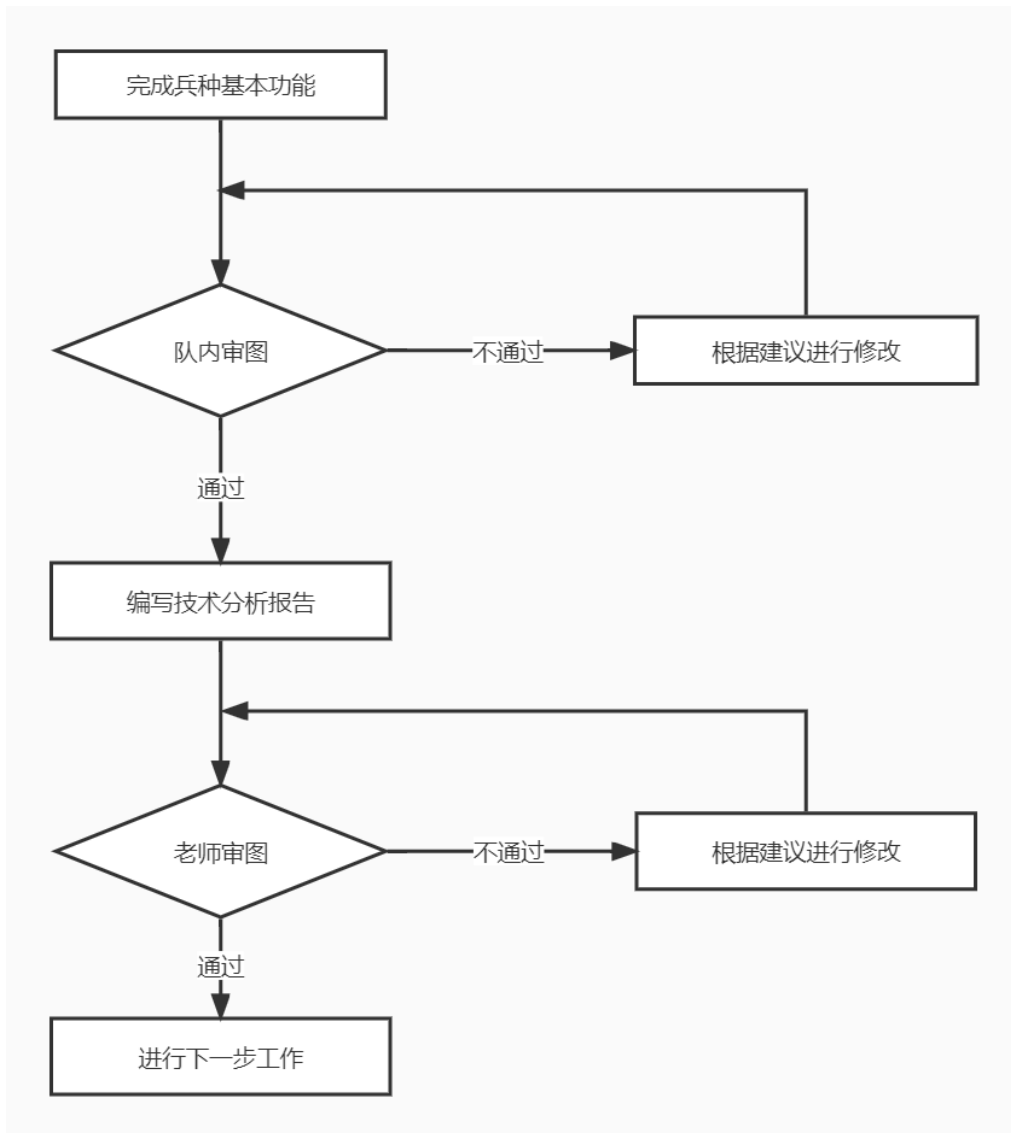 完成兵种基本功能
队内审图
不通过
根据建议进行修改
通过
编写技术分析报告
老师审图
不通过
根据建议进行修改
通过
进行下一步工作